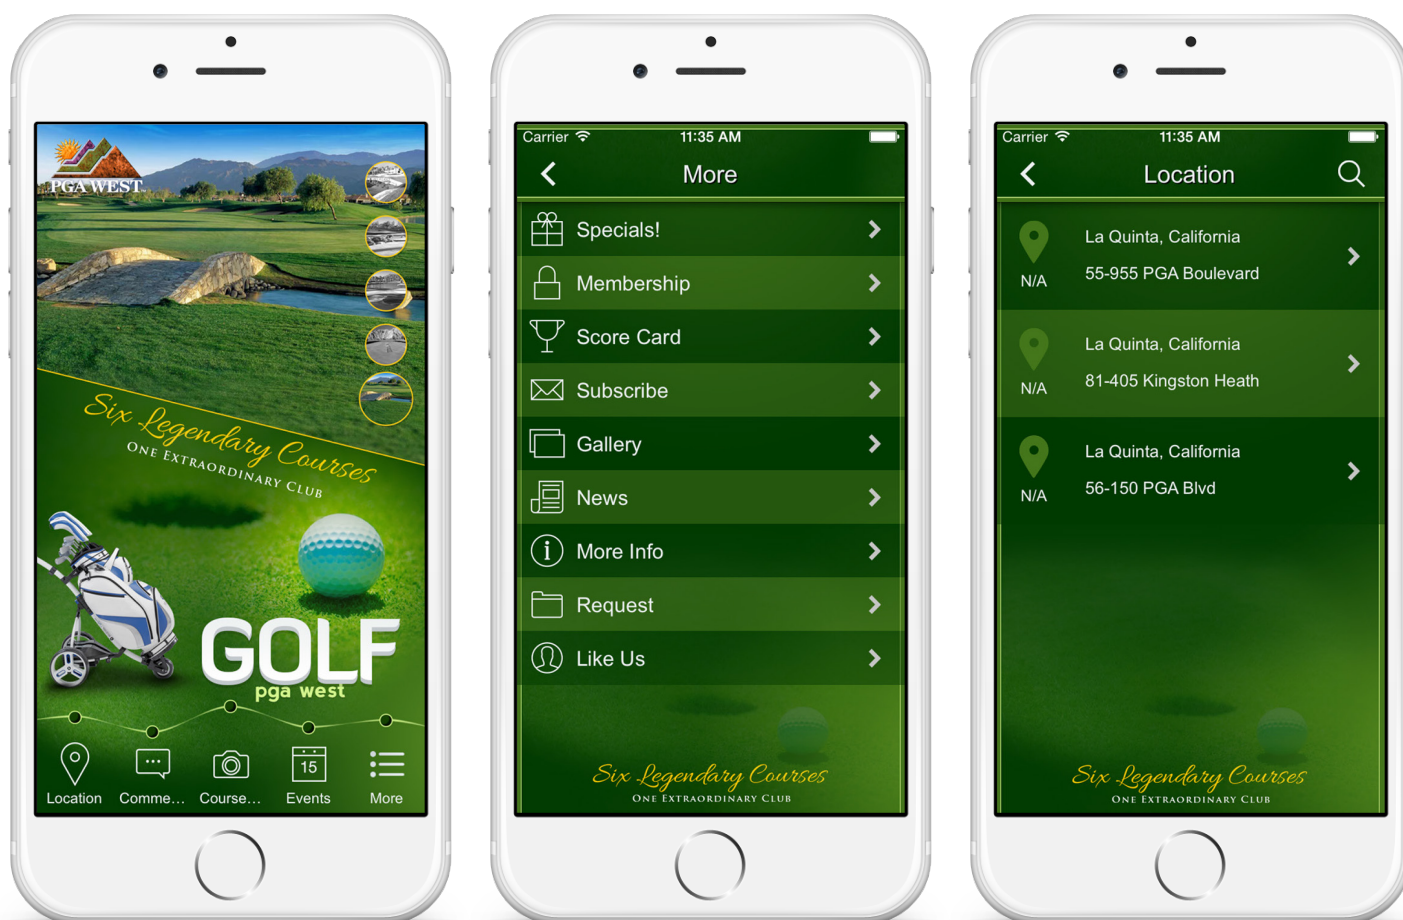 PGA WEST
Six Legendary Courses
ONE EXTRAORDINARY CLUB
GOLF
pga west
15
Location
Comme...
Course...
Events
More
Carrier
11:35 AM
More
Specials!
Membership
Score Card
Subscribe
Gallery
News
More Info
Request
Like Us
Six Legendary Courses
ONE EXTRAORDINARY CLUB
Carrier
11:35 AM
Location
La Quinta, California
55-955 PGA Boulevard
N/A
La Quinta, California
81-405 Kingston Heath
N/A
La Quinta, California
56-150 PGA Blvd
N/A
Six Legendary Courses
ONE EXTRAORDINARY CLUB